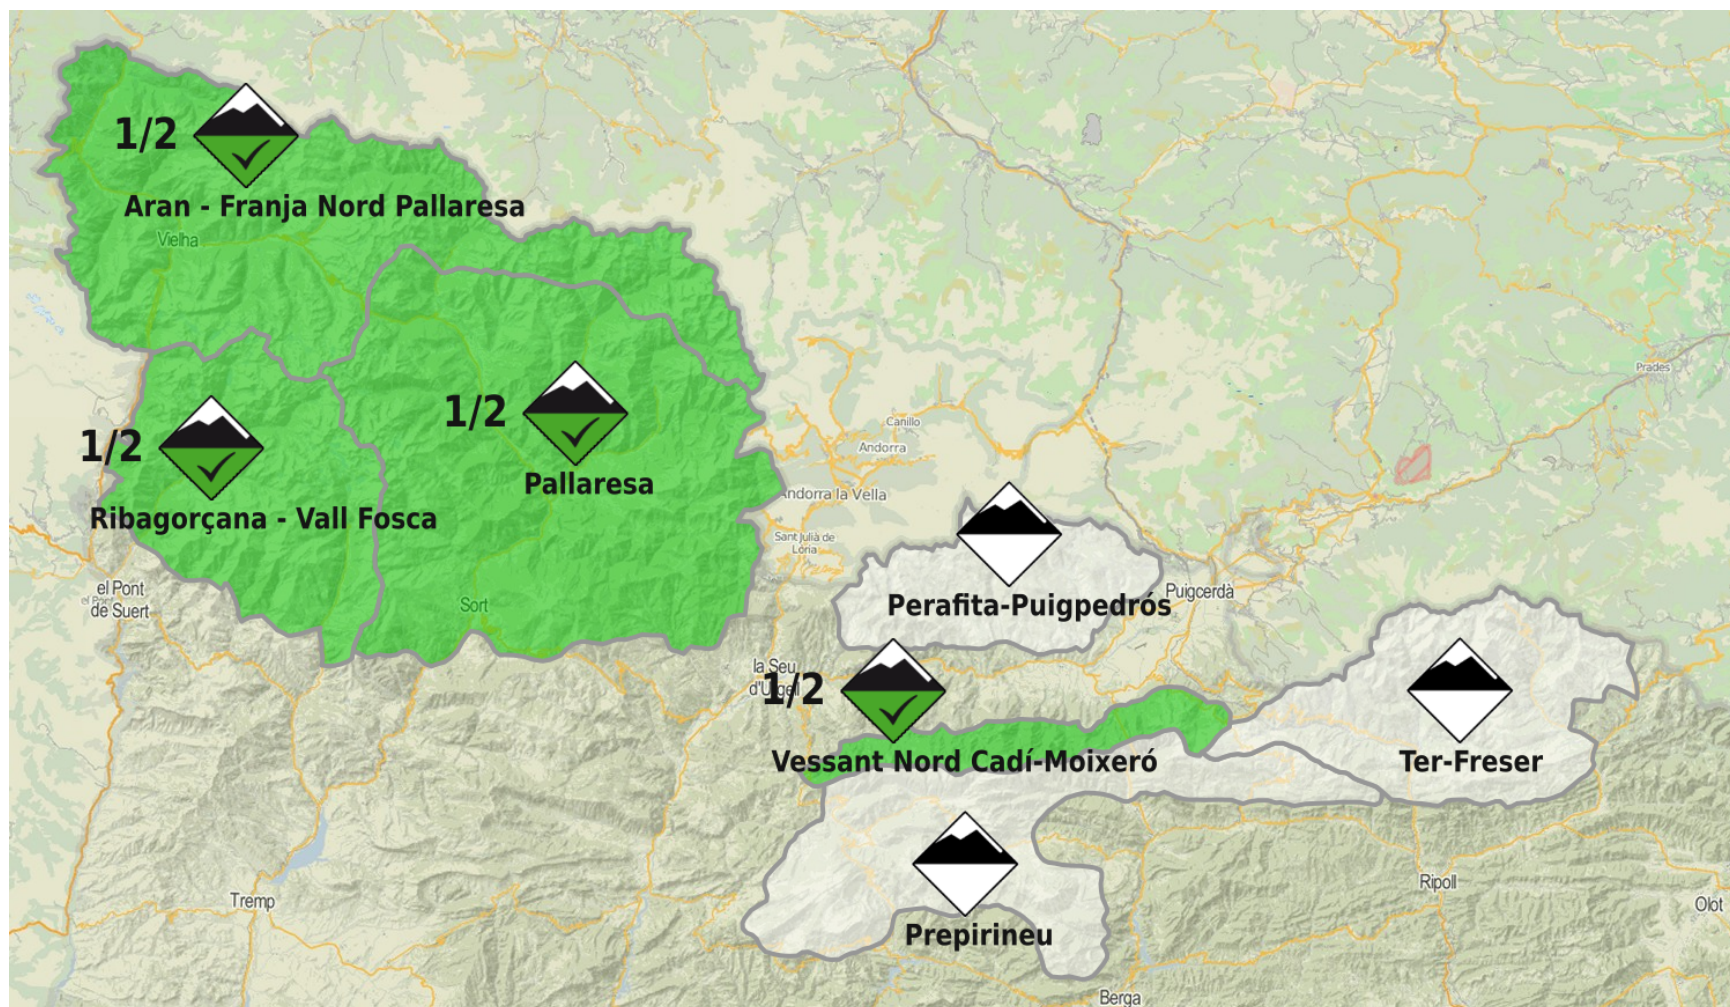 1/2
Aran - Franja Nord Pallaresa
Vielha
Prades
1/2
Pallaresa
Canillo
Andorra
1/2
Ribagorçana - Vall Fosca
Andorra la Vella
Sant Julià de
Lòria
el Pont
de Suert
Sort
Perafita-Puigpedrós
Puigcerdà
la Seu
d'Urgell
1/2
Vessant Nord Cadí-Moixeró
Ter-Freser
Prepirineu
Tremp
Ripoll
Olot
Berga